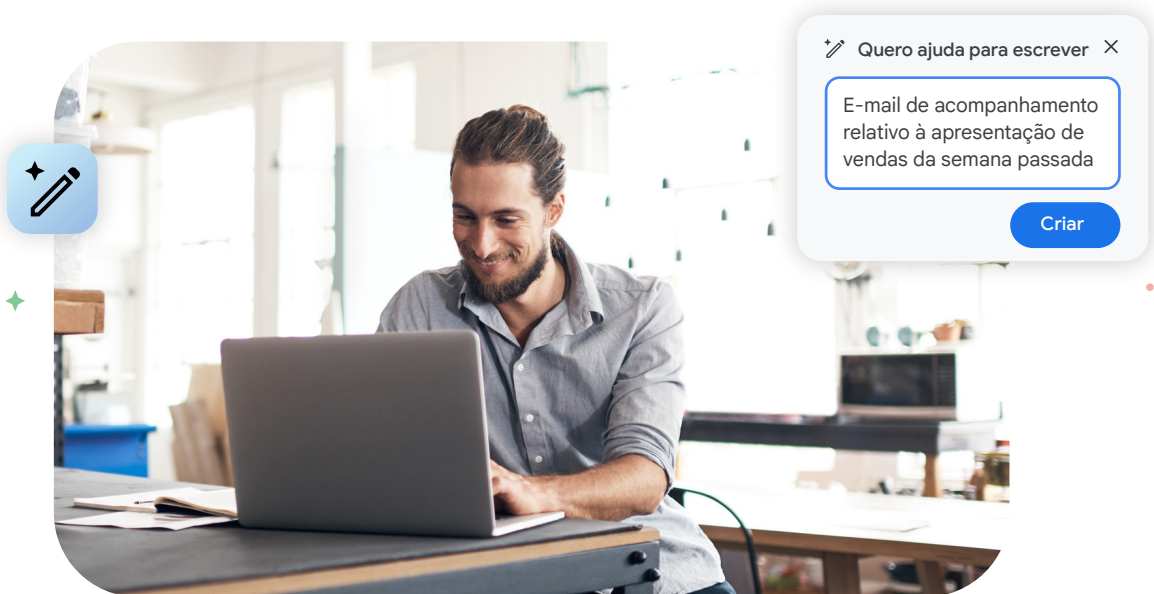 Quero ajuda para escrever
E-mail de acompanhamento
relativo à apresentação de
vendas da semana passada
Criar